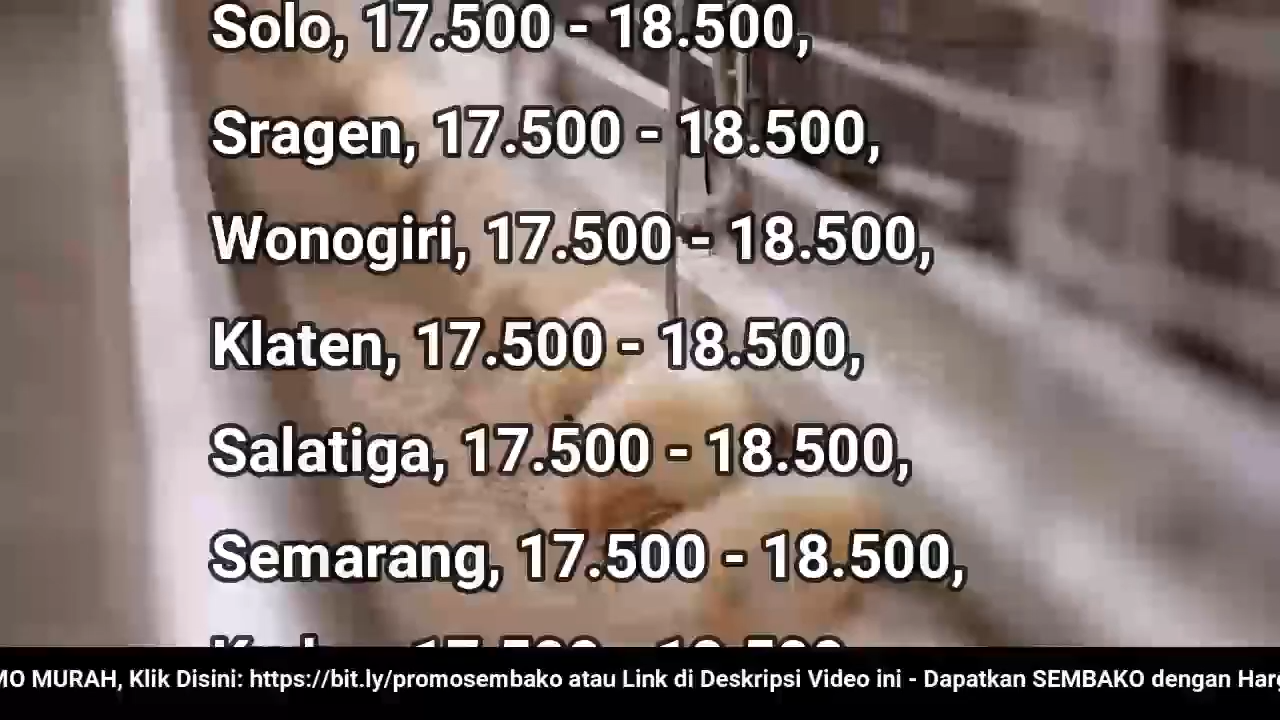 Solo, 17.500 - 18.500,
Sragen, 17.500 - 18.500,
Wonogiri, 17.500 - 18.500,
Klaten, 17.500 - 18.500,
Salatiga, 17.500 - 18.500,
Semarang, 17.500 - 18.500,
MO MURAH, Klik Disini: https://bit.ly/promosembako atau Link di Deskripsi Video ini - Dapatkan SEMBAKO dengan Harg